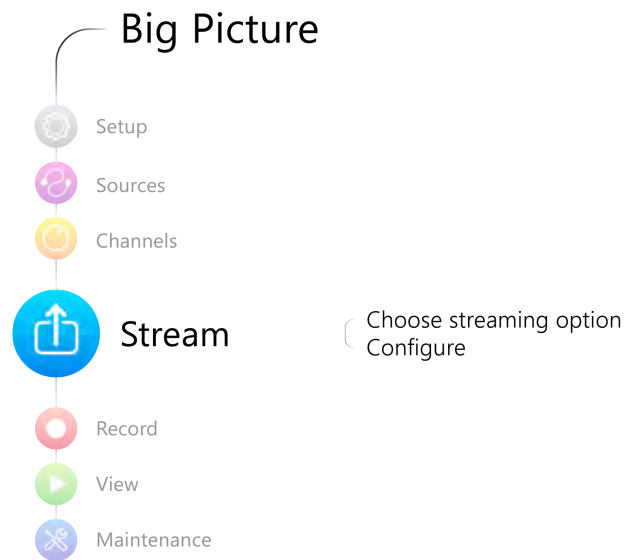 Big Picture
Setup
Sources
Channels
Stream
Choose streaming option
Configure
Record
View
Maintenance